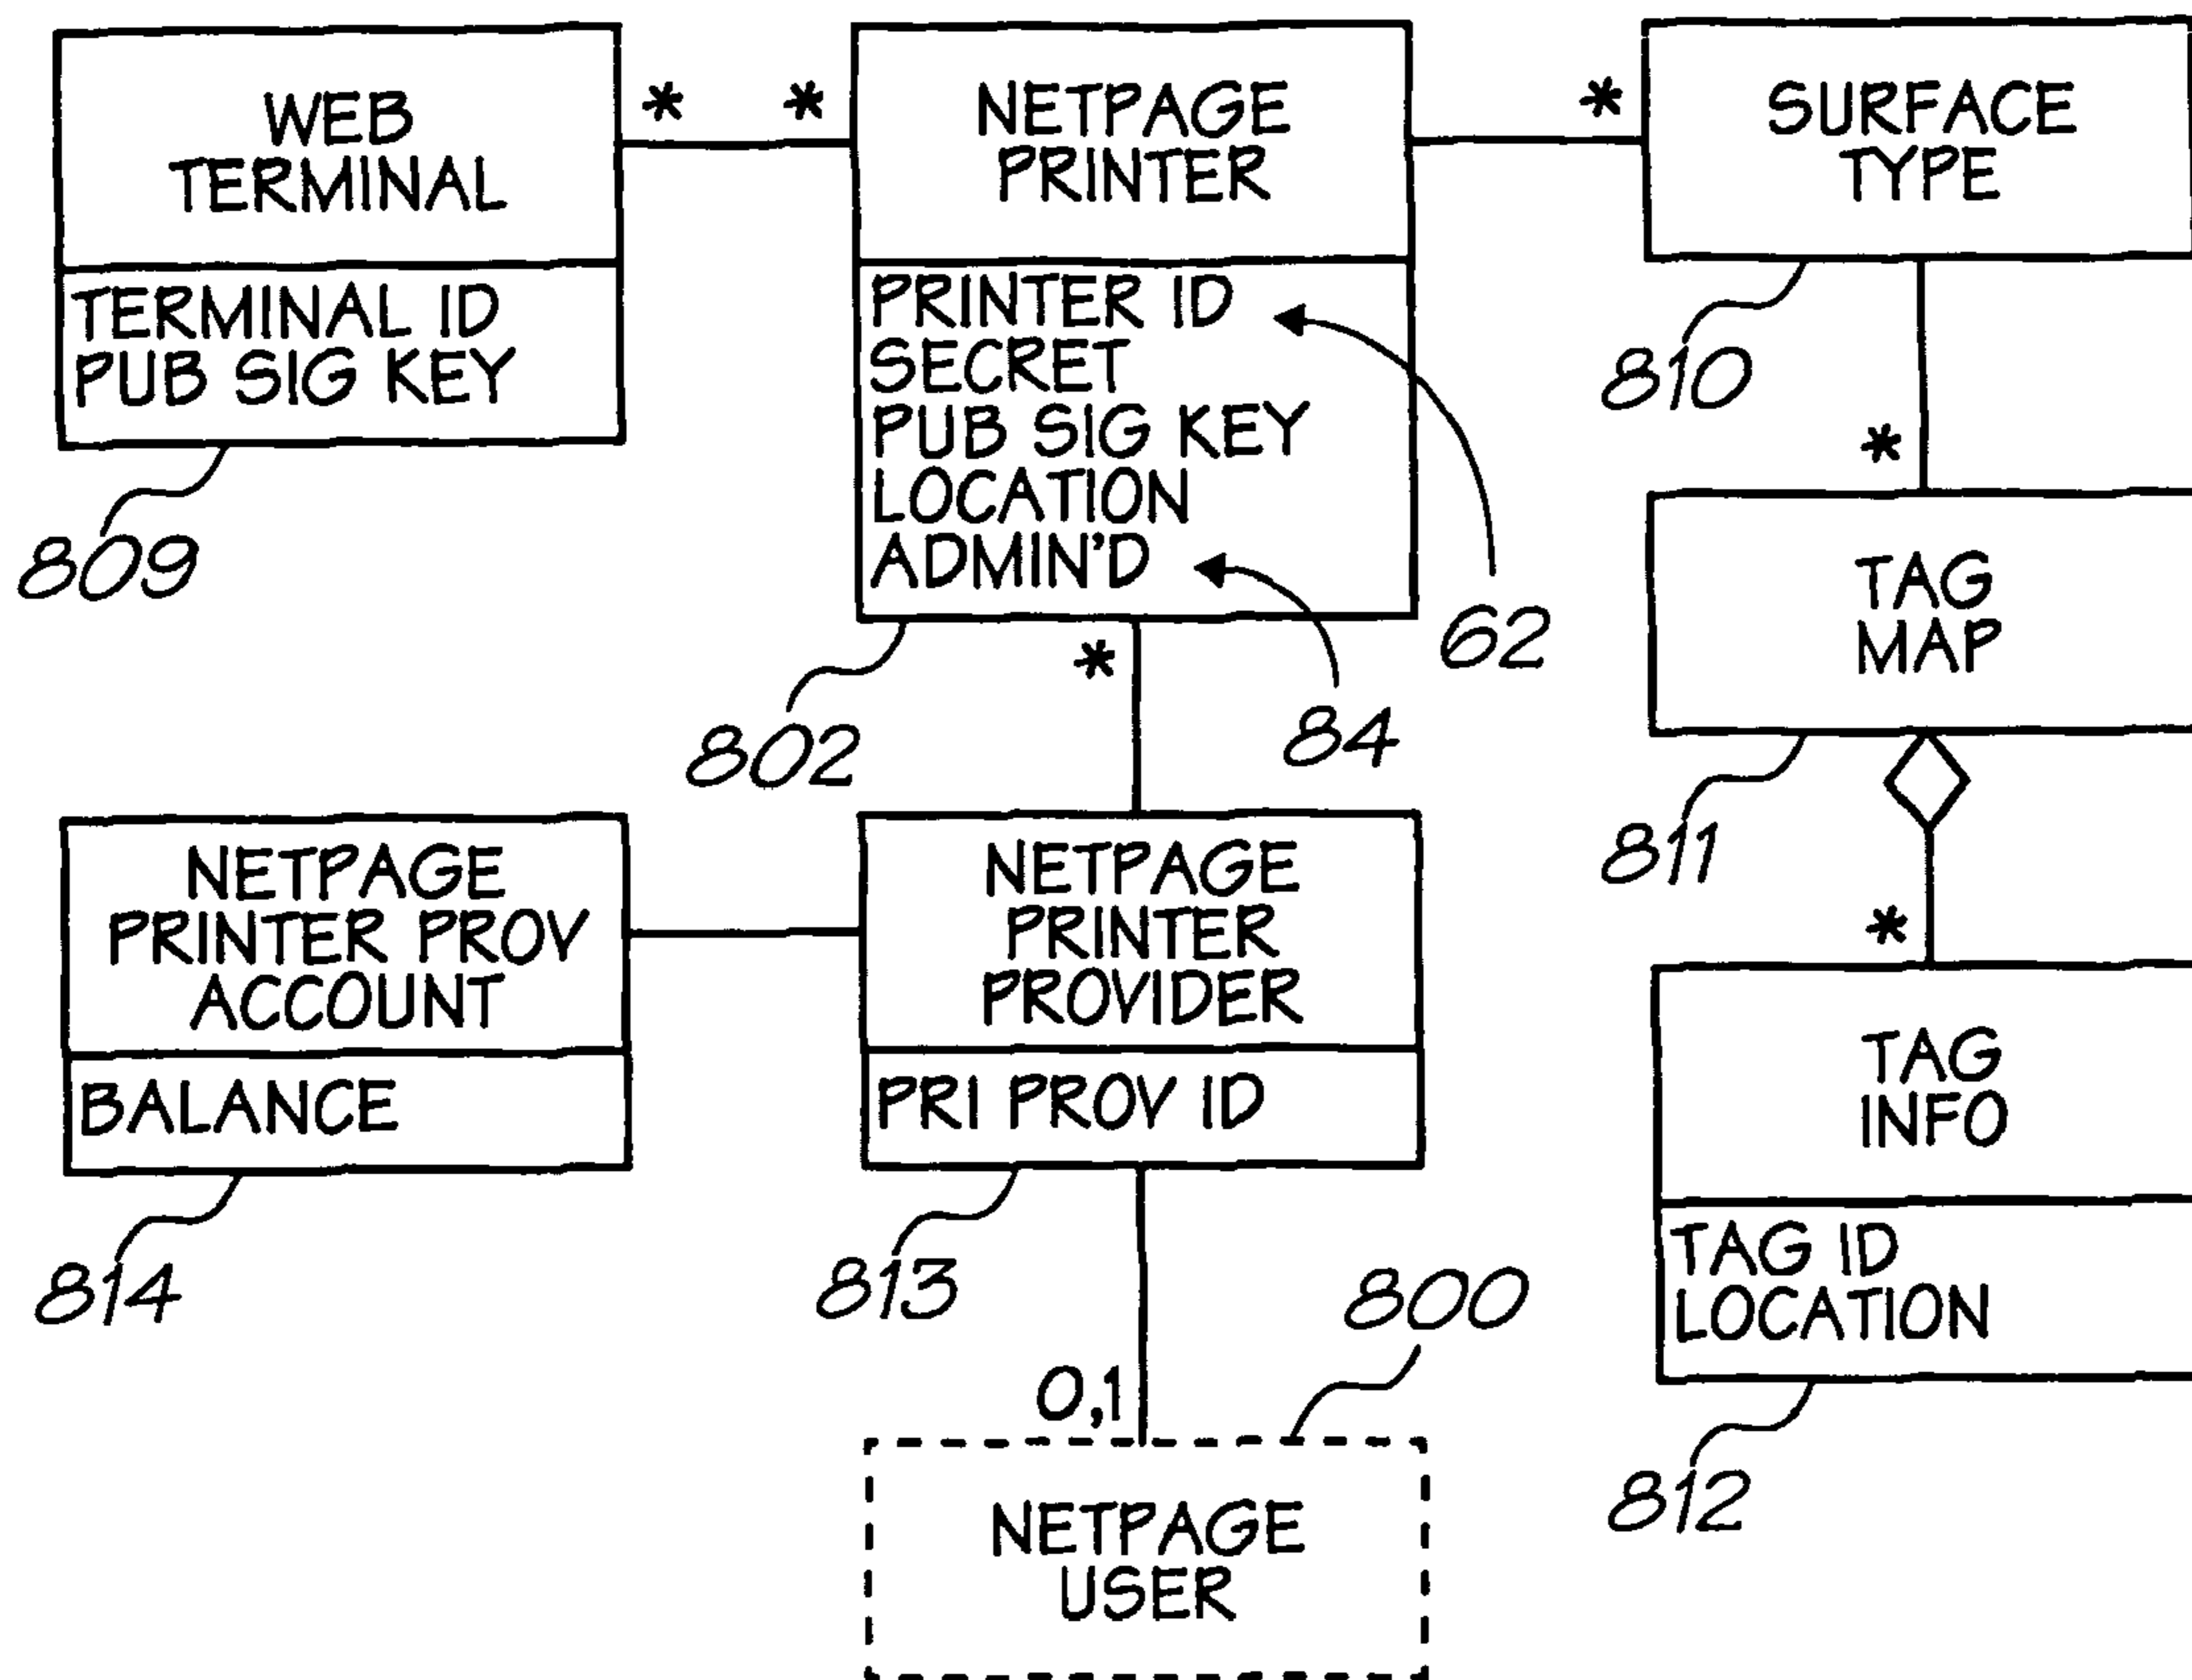 WEB
TERMINAL
*
*
NETPAGE
PRINTER
*
SURFACE
TYPE
TERMINAL ID
PUB SIG KEY
809
PRINTER ID
SECRET
PUB SIG KEY
LOCATION
ADMIN'D
62
84
802
*
810
*
TAG
MAP
811
*
NETPAGE
PRINTER PROV
ACCOUNT
BALANCE
814
NETPAGE
PRINTER
PROVIDER
PRI PROV ID
813
TAG
INFO
TAG ID
LOCATION
812
800
0,1
NETPAGE
USER